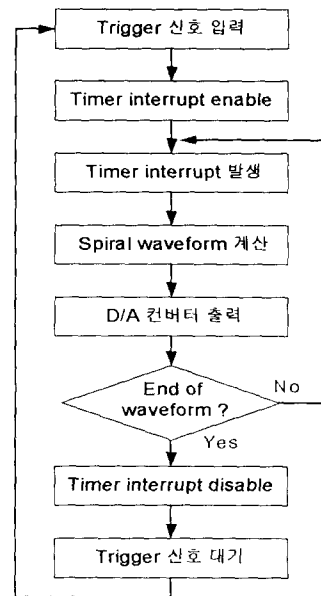 Trigger 신호 입력
Timer interrupt enable
Timer interrupt 발생
Spiral waveform 계산
D/A 컨버터 출력
End of
waveform ?
No
Yes
Timer interrupt disable
Trigger 신호 대기